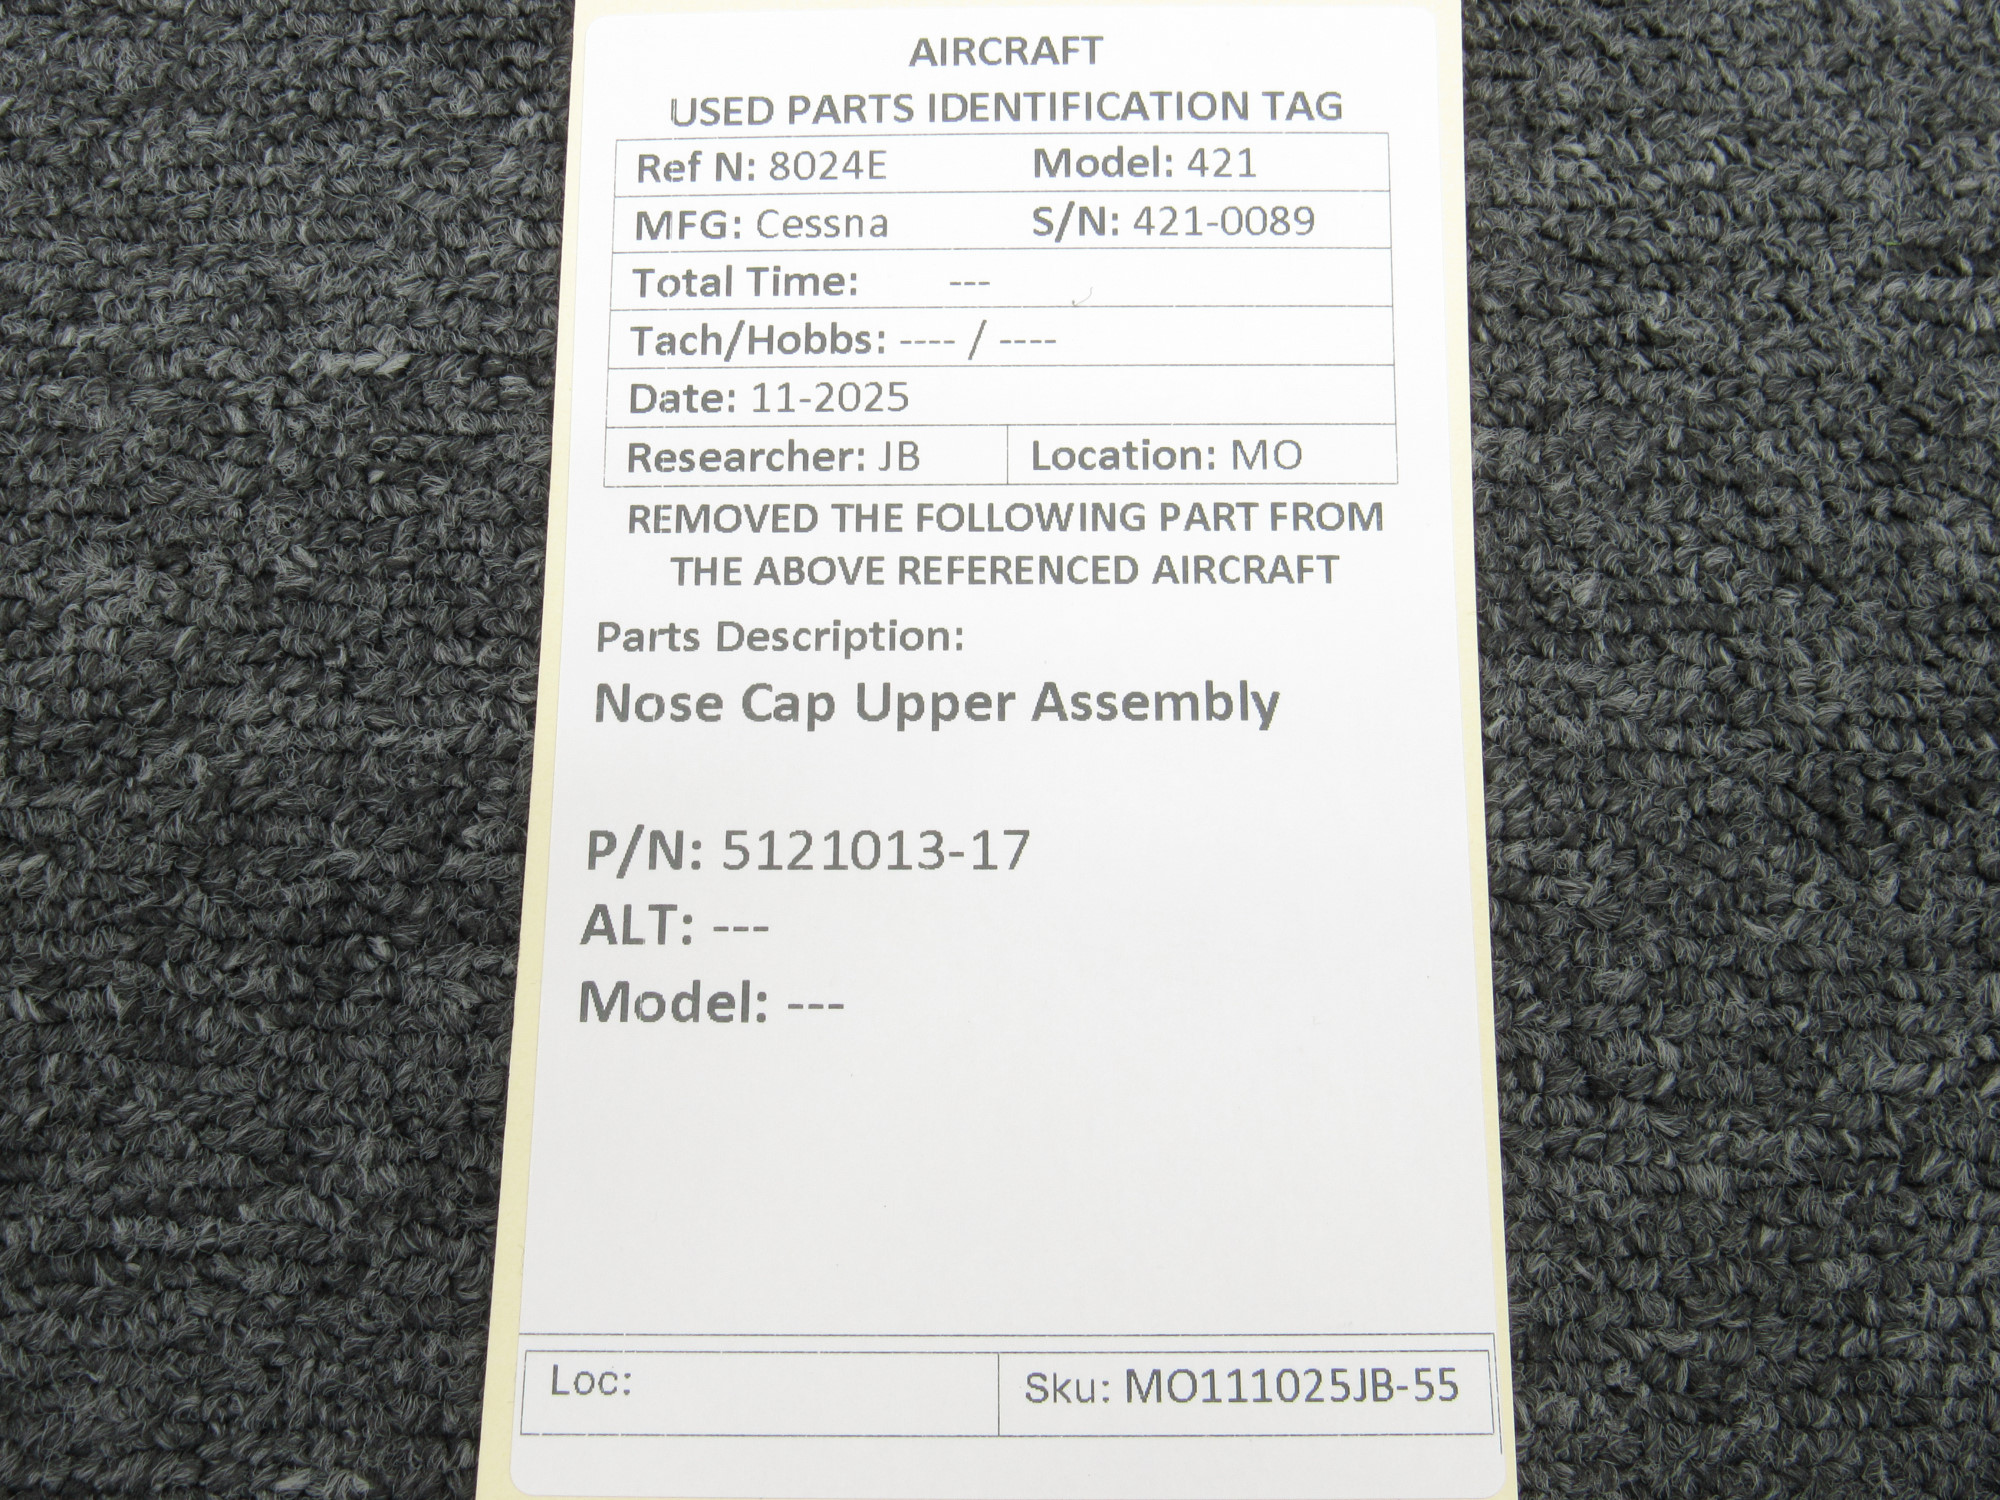 AIRCRAFT
USED PARTS IDENTIFICATION TAG
Ref N: 8024E Model: 421
MFG: Cessna S/N: 421-0089
Total Time: ---
Tach/Hobbs: ---- / ----
Date: 11-2025
Researcher: JB Location: MO
REMOVED THE FOLLOWING PART FROM
THE ABOVE REFERENCED AIRCRAFT
Parts Description:
Nose Cap Upper Assembly
P/N: 5121013-17
ALT: ---
Model: ---
Loc: Sku: MO111025JB-55